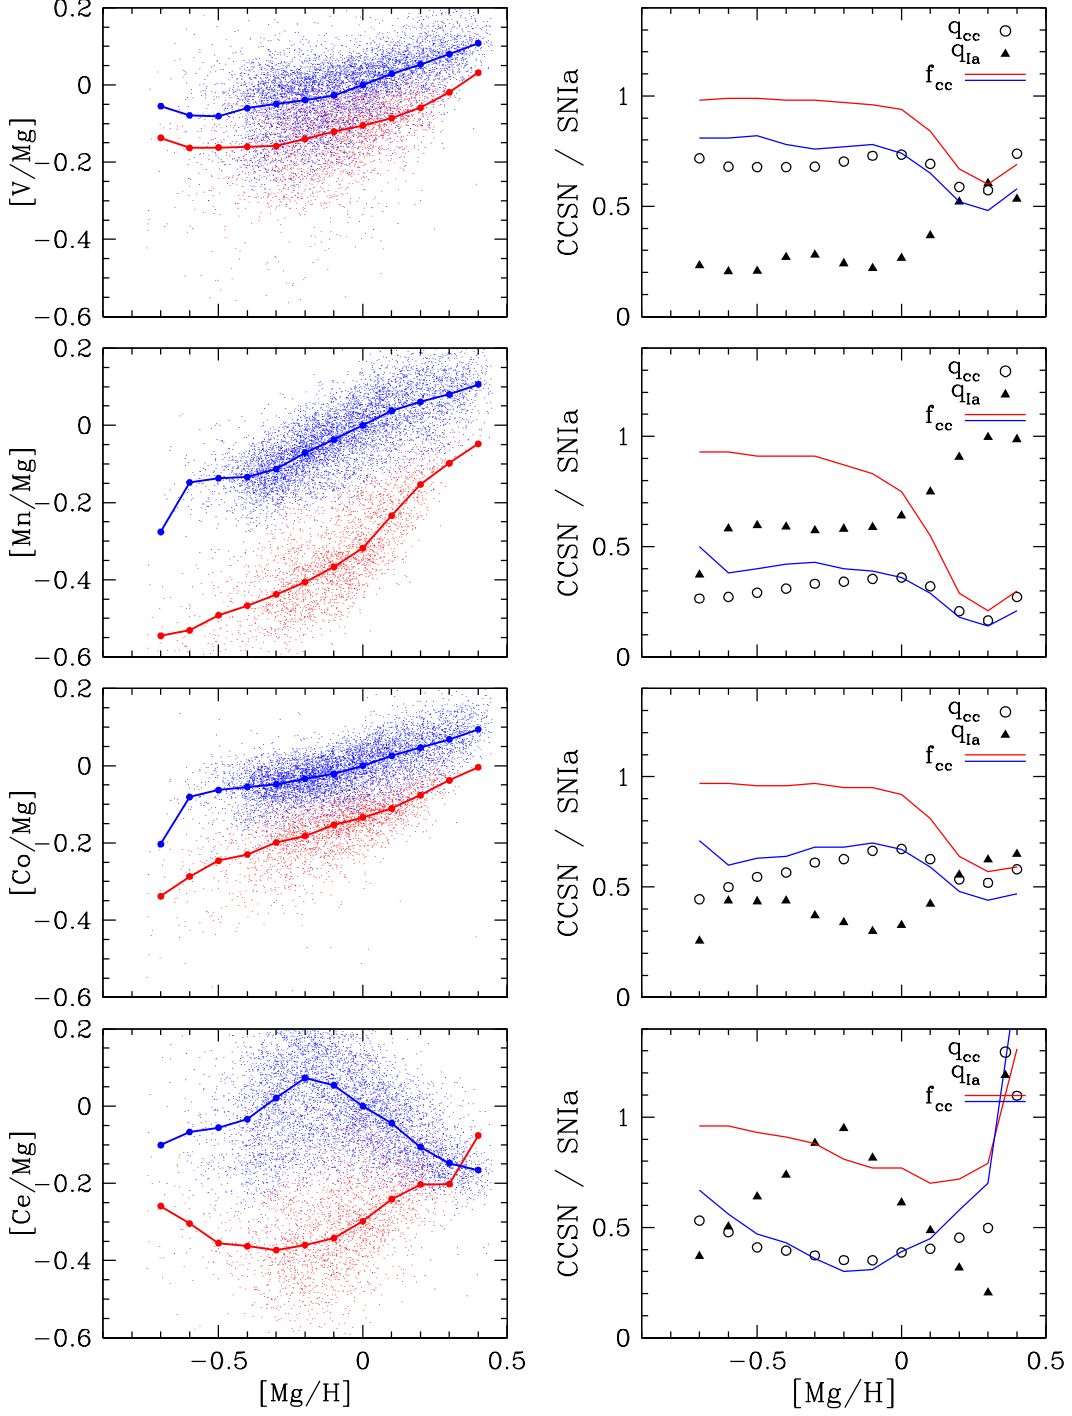 [V/Mg]
0.2
0
−0.2
−0.4
−0.6
CCSN / SNIa
1
0.5
0
q_cc
q_Ia
f_cc
[Mn/Mg]
0.2
0
−0.2
−0.4
−0.6
CCSN / SNIa
1
0.5
0
q_cc
q_Ia
f_cc
[Co/Mg]
0.2
0
−0.2
−0.4
−0.6
CCSN / SNIa
1
0.5
0
q_cc
q_Ia
f_cc
[Ce/Mg]
0.2
0
−0.2
−0.4
−0.6
−0.5 0 0.5
[Mg/H]
CCSN / SNIa
1
0.5
0
q_cc
q_Ia
f_cc
−0.5 0 0.5
[Mg/H]